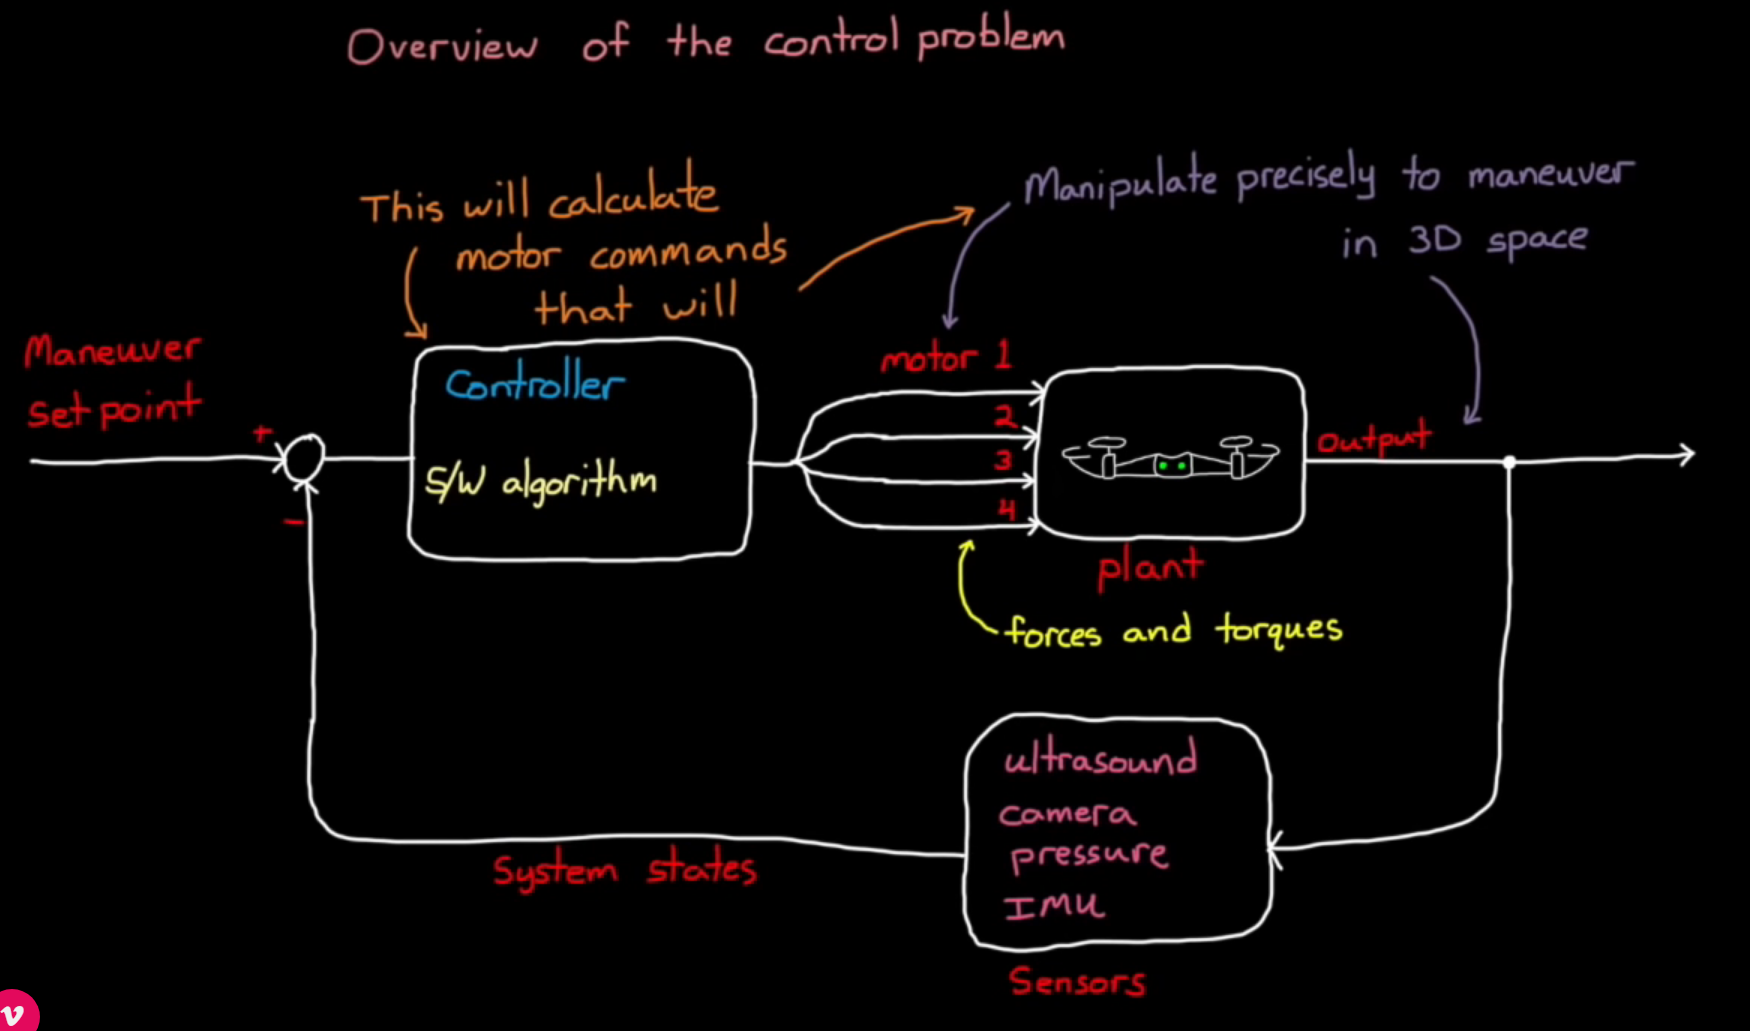 Overview of the control problem
This will calculate
motor commands
that will
Manipulate precisely to maneuver
in 3D space
Maneuver
set point
+
-
Controller
S/W algorithm
motor 1
2
3
4
output
plant
forces and torques
ultrasound
camera
pressure
IMU
Sensors
System states
v